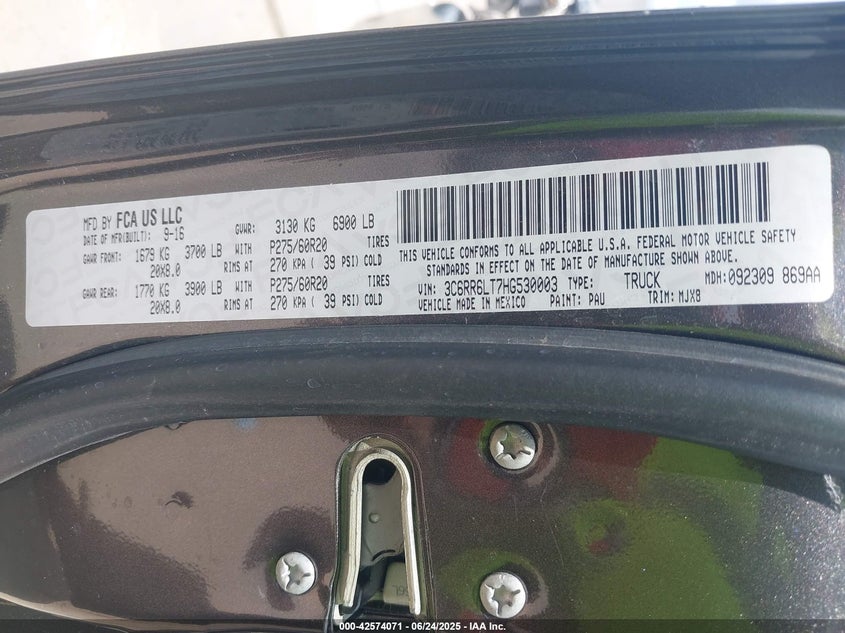 MFD BY FCA US LLC
DATE OF MFR(BUILT): 9-16
GVWR: 3130 KG 6900 LB
GAWR FRONT: 1679 KG 3700 LB WITH P275/60R20 TIRES
20X8.0 RIMS AT 270 KPA ( 39 PSI) COLD
GAWR REAR: 1770 KG 3900 LB WITH P275/60R20 TIRES
20X8.0 RIMS AT 270 KPA ( 39 PSI) COLD
THIS VEHICLE CONFORMS TO ALL APPLICABLE U.S.A. FEDERAL MOTOR VEHICLE SAFETY
STANDARDS IN EFFECT ON THE DATE OF MANUFACTURE SHOWN ABOVE.
VIN: 3C6RR6LT7HG530003 TYPE: TRUCK MDH: 092309 869AA
VEHICLE MADE IN MEXICO PAINT: PAU TRIM: MJX8
000-42574071 - 06/24/2025 - IAA Inc.